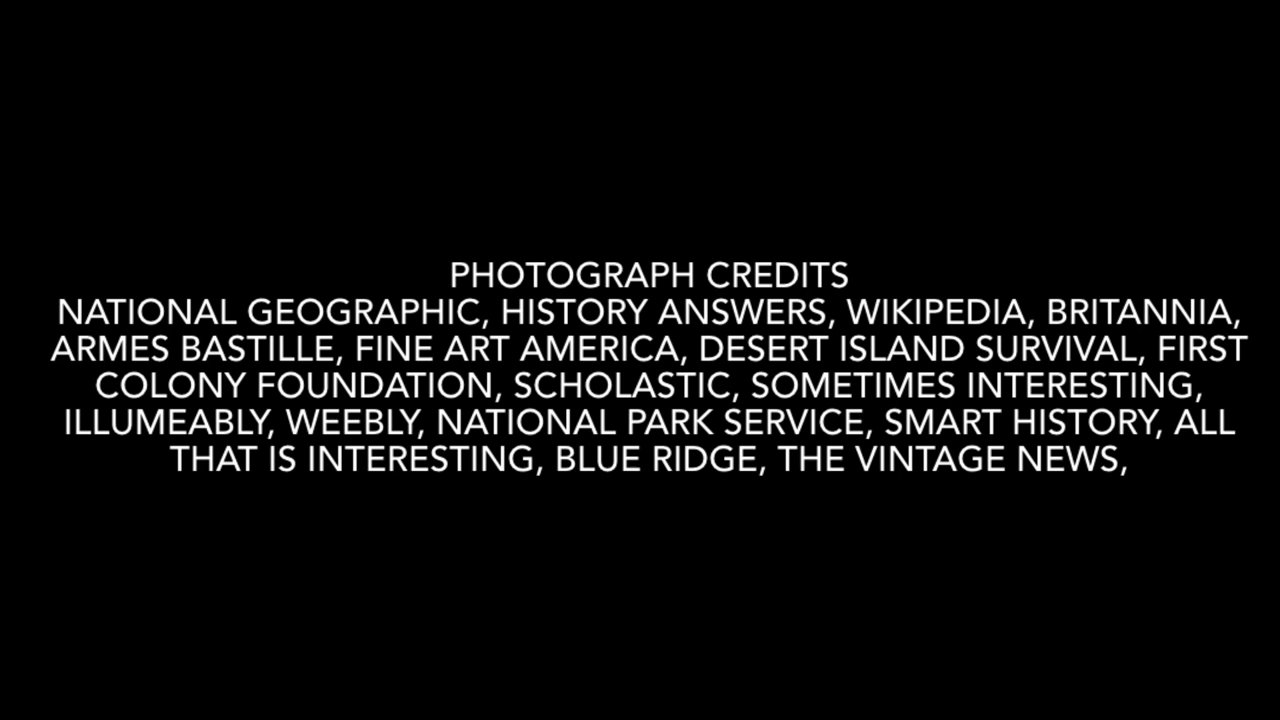 PHOTOGRAPH CREDITS
NATIONAL GEOGRAPHIC, HISTORY ANSWERS, WIKIPEDIA, BRITANNIA,
ARMES BASTILLE, FINE ART AMERICA, DESERT ISLAND SURVIVAL, FIRST
COLONY FOUNDATION, SCHOLASTIC, SOMETIMES INTERESTING,
ILLUMEABLY, WEEBLY, NATIONAL PARK SERVICE, SMART HISTORY, ALL
THAT IS INTERESTING, BLUE RIDGE, THE VINTAGE NEWS,